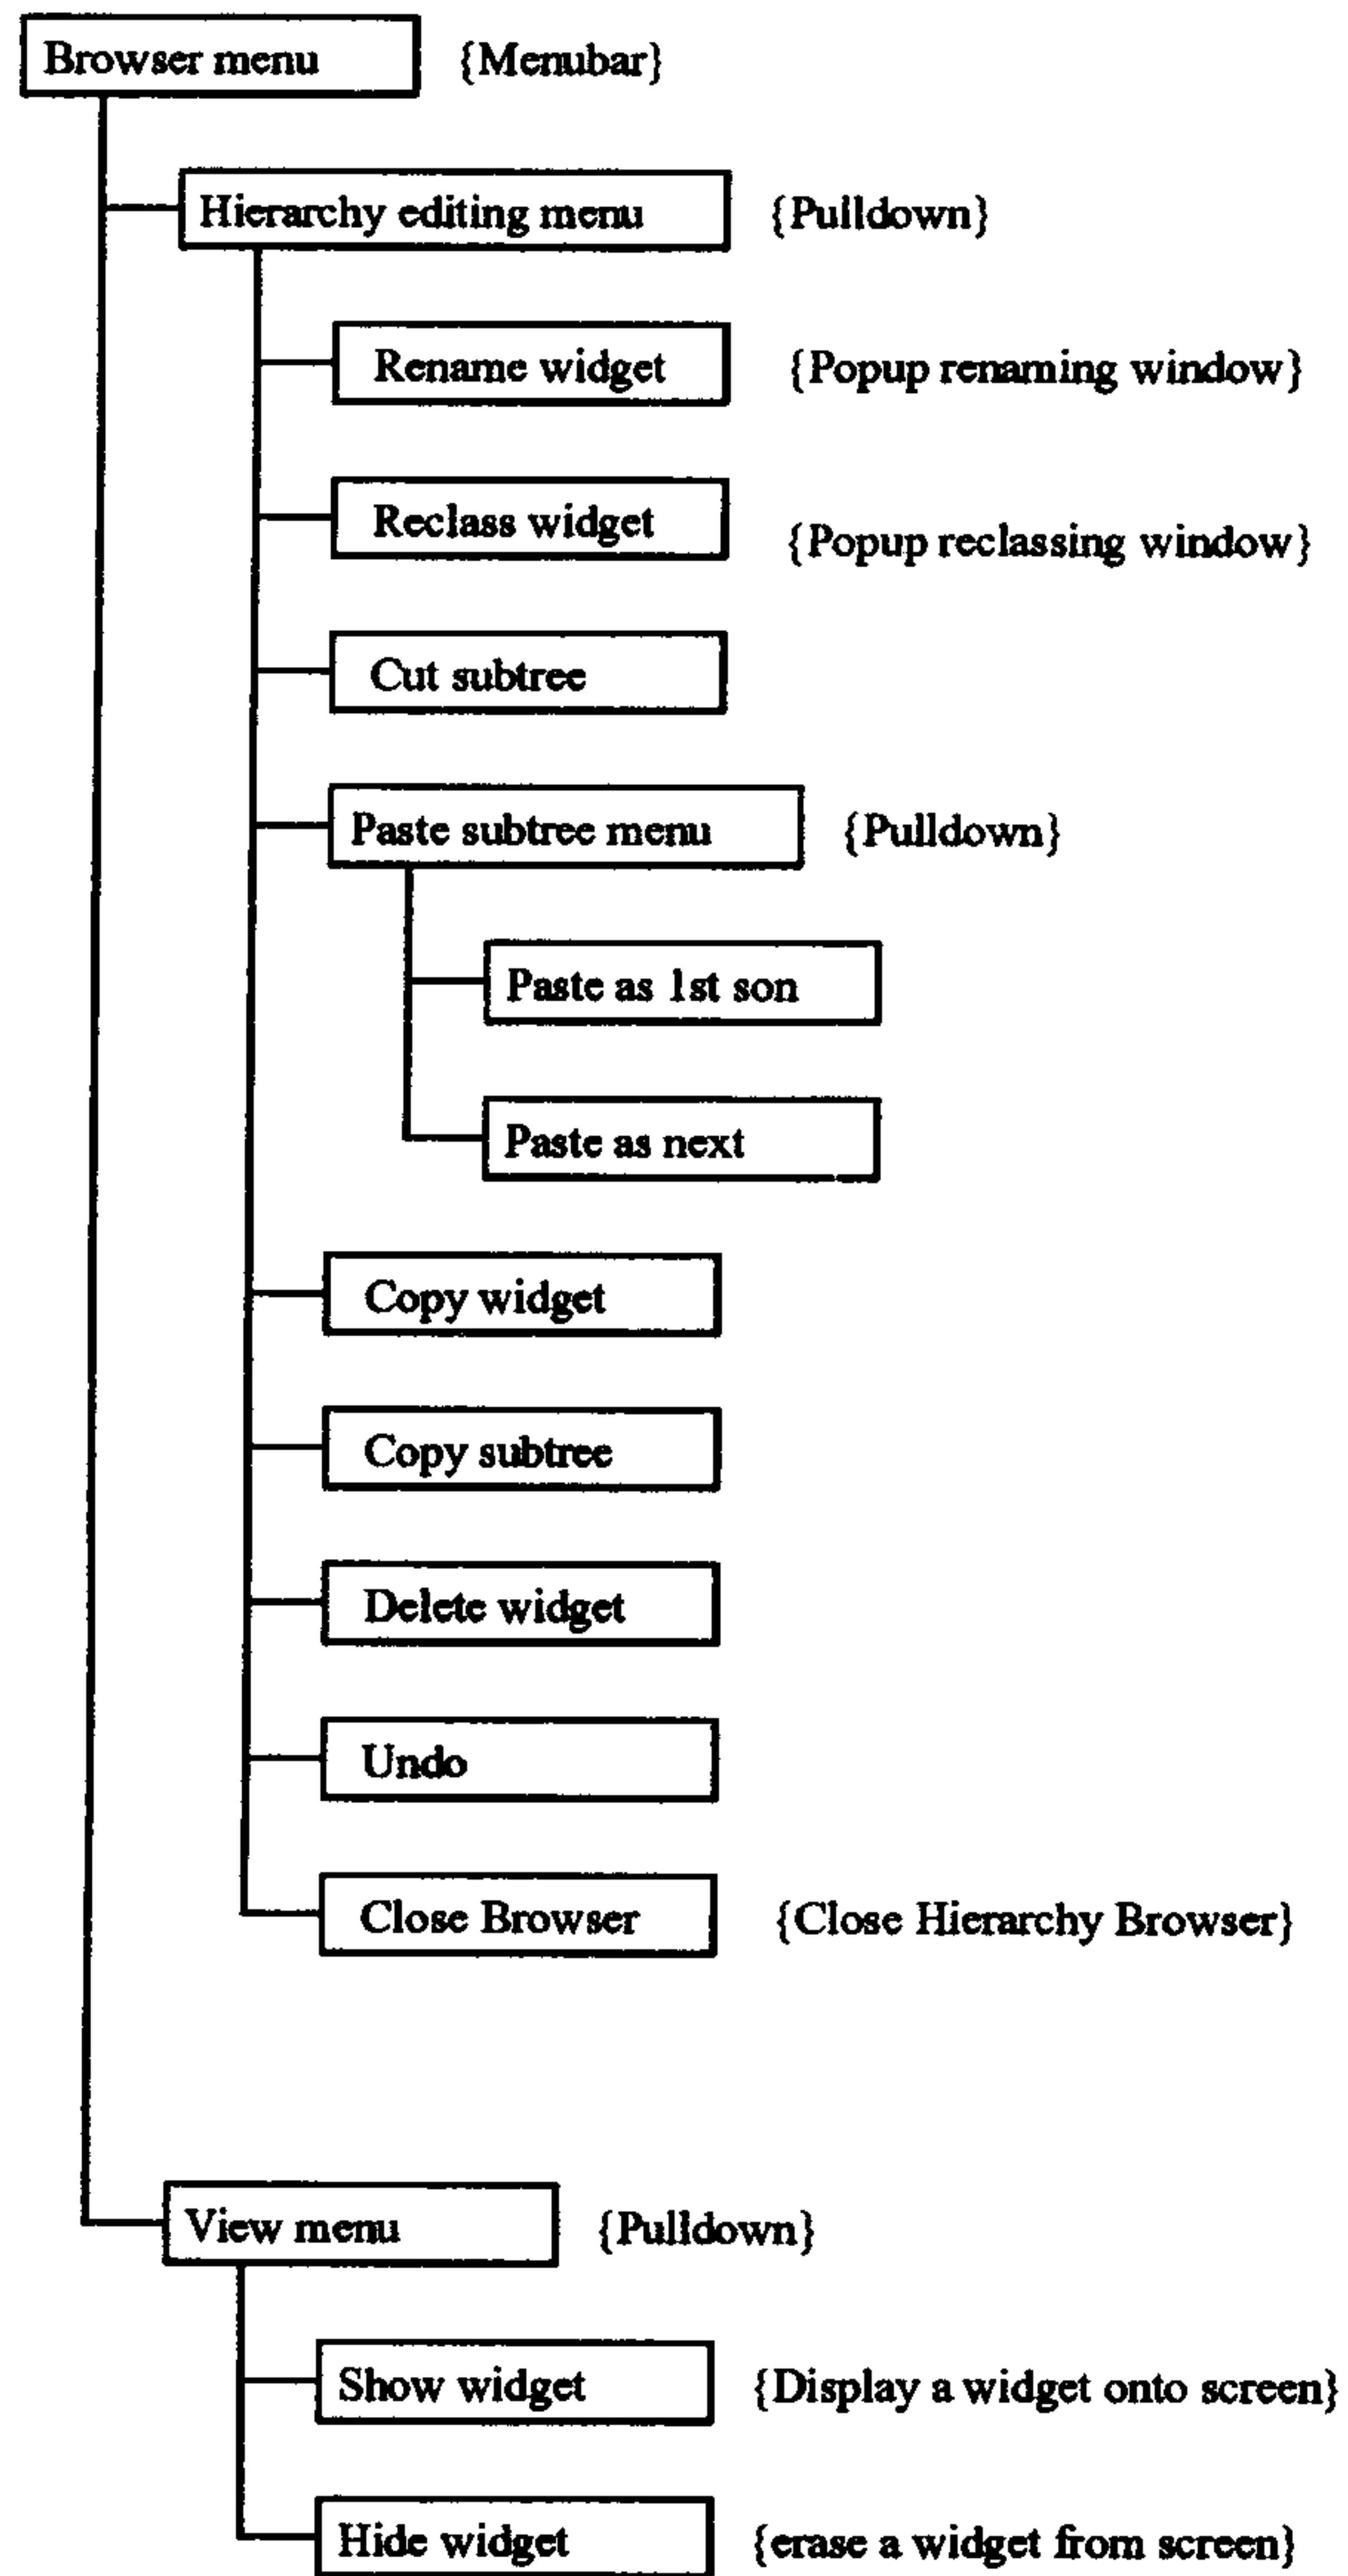 Browser menu {Menubar}
Hierarchy editing menu {Pulldown}
Rename widget {Popup renaming window}
Reclass widget {Popup reclassing window}
Cut subtree
Paste subtree menu {Pulldown}
Paste as 1st son
Paste as next
Copy widget
Copy subtree
Delete widget
Undo
Close Browser {Close Hierarchy Browser}
View menu {Pulldown}
Show widget {Display a widget onto screen}
Hide widget {erase a widget from screen}